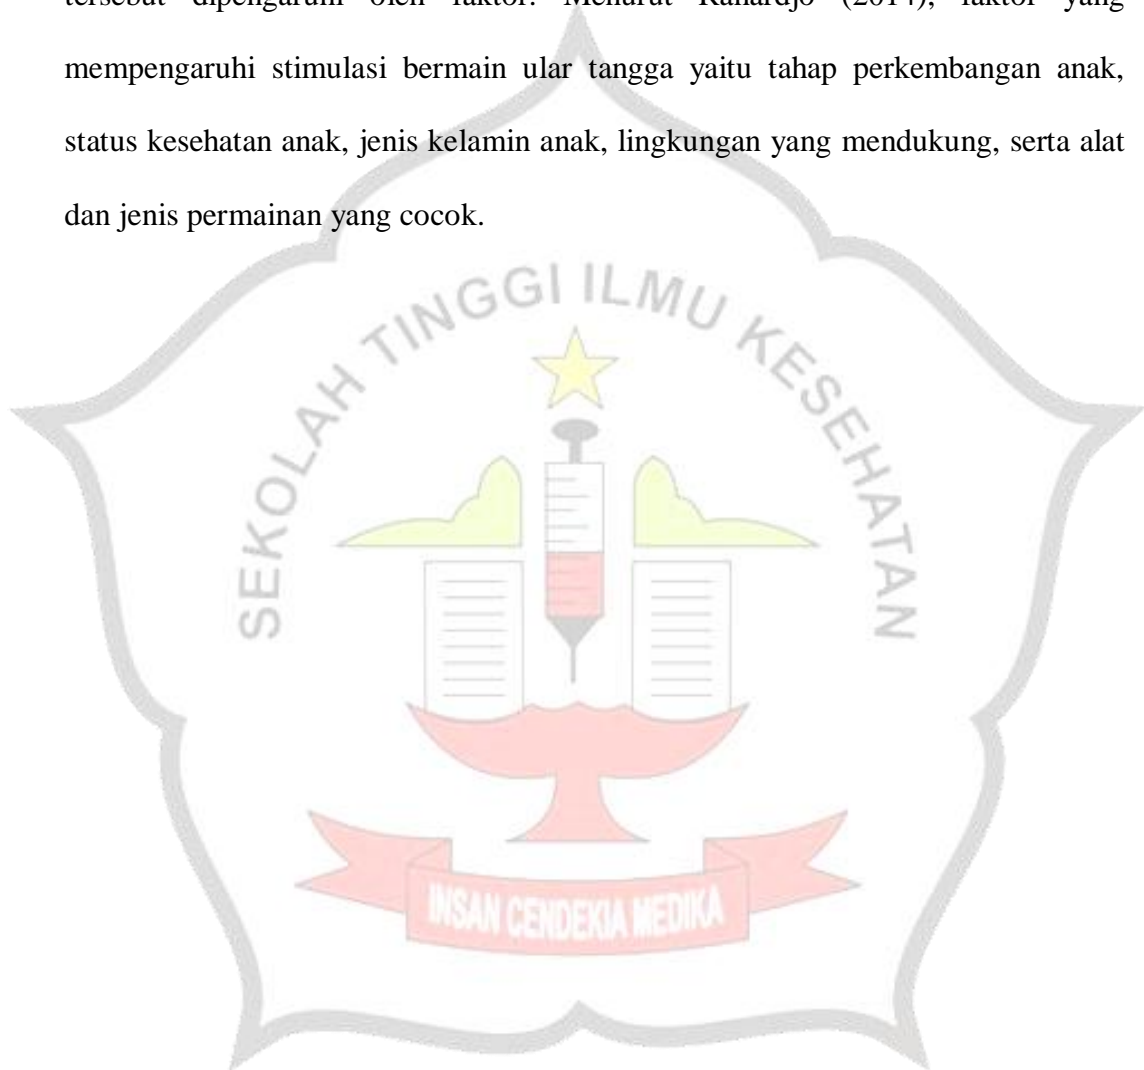 tersebut dipengaruhi oleh faktor. Menurut (2014), faktor yang
mempengaruhi stimulasi bermain ular tangga yaitu tahap perkembangan anak,
status kesehatan anak, jenis kelamin anak, lingkungan yang mendukung, serta alat
dan jenis permainan yang cocok.
SEKOLAH TINGGI ILMU KESEHATAN
INSAN CENDEKIA MEDIKA